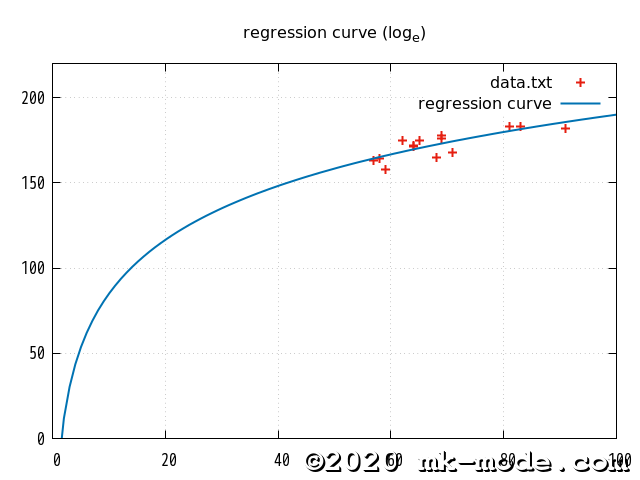 regression curve (logₑ)
data.txt
regression curve
200
150
100
50
0
0 20 40 60 80 100
©2020 mk-mode.com